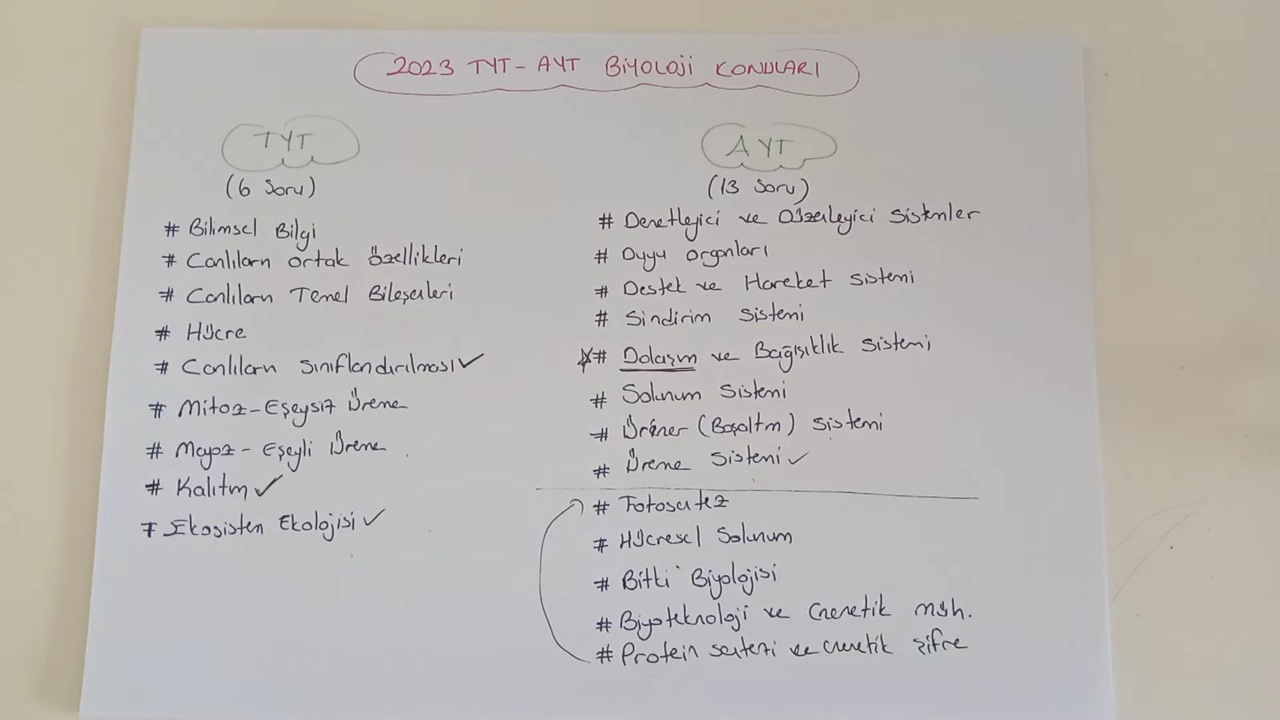 2023 TYT-AYT BİYOLOJİ KONULARI
TYT
(6 Soru)
# Bilimsel Bilgi
# Canlıların ortak özellikleri
# Canlıların Temel Bileşenleri
# Hücre
# Canlıların sınıflandırılması ✓
# Mitoz-Eşeysiz Üreme
# Mayoz - Eşeyli Üreme
# Kalıtım ✓
# Ekosistem Ekolojisi ✓
AYT
(13 Soru)
# Denetleyici ve Düzenleyici Sistemler
# Duyu organları
# Destek ve Hareket sistemi
# Sindirim sistemi
☆# Dolaşım ve Bağışıklık sistemi
# Solunum Sistemi
# Üriner (Boşaltım) sistemi
# Üreme Sistemi ✓
# Fotosentez
# Hücresel Solunum
# Bitki Biyolojisi
# Biyoteknoloji ve Genetik müh.
# Protein sentezi ve Genetik şifre